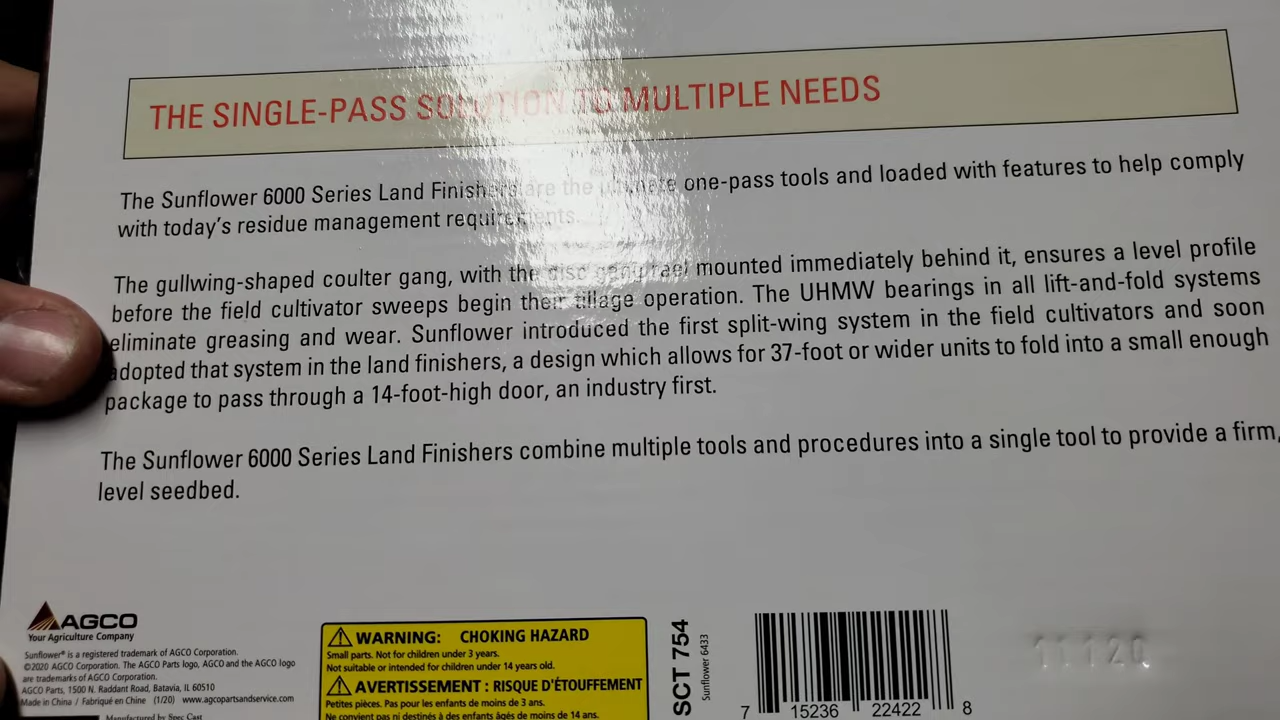 THE SINGLE-PASS SOLUTION TO MULTIPLE NEEDS
The Sunflower 6000 Series Land Finishers are the ultimate one-pass tools and loaded with features to help comply
with today's residue management requirements.
The gullwing-shaped coulter gang, with the disc mounted immediately behind it, ensures a level profile
before the field cultivator sweeps begin their tillage operation. The UHMW bearings in all lift-and-fold systems
eliminate greasing and wear. Sunflower introduced the first split-wing system in the field cultivators and soon
adopted that system in the land finishers, a design which allows for 37-foot or wider units to fold into a small enough
package to pass through a 14-foot-high door, an industry first.
The Sunflower 6000 Series Land Finishers combine multiple tools and procedures into a single tool to provide a firm,
level seedbed.
AGCO
Your Agriculture Company
Sunflower® is a registered trademark of AGCO Corporation.
©2020 AGCO Corporation. The AGCO Parts logo, AGCO and the AGCO logo
are trademarks of AGCO Corporation.
AGCO Parts, 1500 N. Raddant Road, Batavia, IL 60510
Made in China / Fabriqué en Chine (1/20) www.agcopartsandservice.com
Manufactured by Spec Cast
WARNING: CHOKING HAZARD
Small parts. Not for children under 3 years.
Not suitable or intended for children under 14 years old.
AVERTISSEMENT : RISQUE D'ÉTOUFFEMENT
Petites pièces. Pas pour les enfants de moins de 3 ans.
Ne convient pas ni destinés à des enfants âgés de moins de 14 ans.
SCT 754
Sunflower 6433
7 15236 22422 8
11120